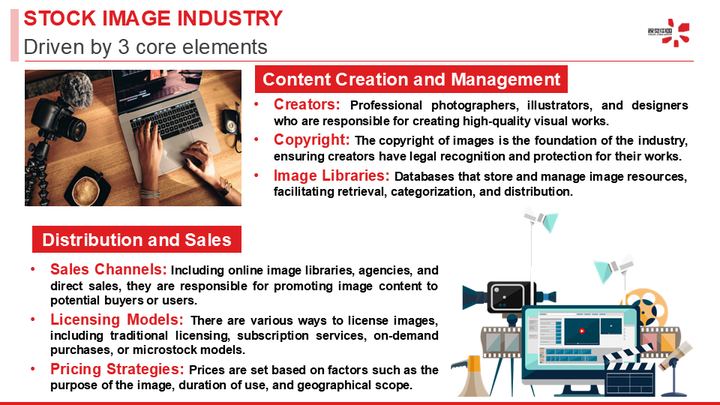 STOCK IMAGE INDUSTRY
Driven by 3 core elements
视觉中国
Content Creation and Management
• Creators: Professional photographers, illustrators, and designers
who are responsible for creating high-quality visual works.
• Copyright: The copyright of images is the foundation of the industry,
ensuring creators have legal recognition and protection for their works.
• Image Libraries: Databases that store and manage image resources,
facilitating retrieval, categorization, and distribution.
Distribution and Sales
• Sales Channels: Including online image libraries, agencies, and
direct sales, they are responsible for promoting image content to
potential buyers or users.
• Licensing Models: There are various ways to license images,
including traditional licensing, subscription services, on-demand
purchases, or microstock models.
• Pricing Strategies: Prices are set based on factors such as the
purpose of the image, duration of use, and geographical scope.